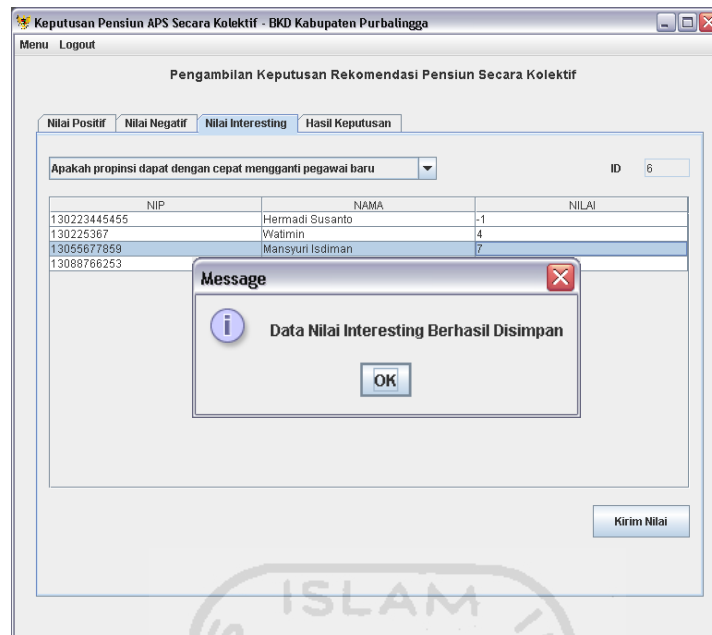 Keputusan Pensiun APS Secara Kolektif - BKD Kabupaten Purbalingga
Menu Logout
Pengambilan Keputusan Rekomendasi Pensiun Secara Kolektif
Nilai Positif Nilai Negatif Nilai Interesting Hasil Keputusan
Apakah propinsi dapat dengan cepat mengganti pegawai baru ID 6
NIP NAMA NILAI
130223445455 Hermadi Susanto -1
130225367 Watimin 4
13055677859 Mansyuri Isdiman 7
13088766253
Message
Data Nilai Interesting Berhasil Disimpan
OK
Kirim Nilai
ISLAM